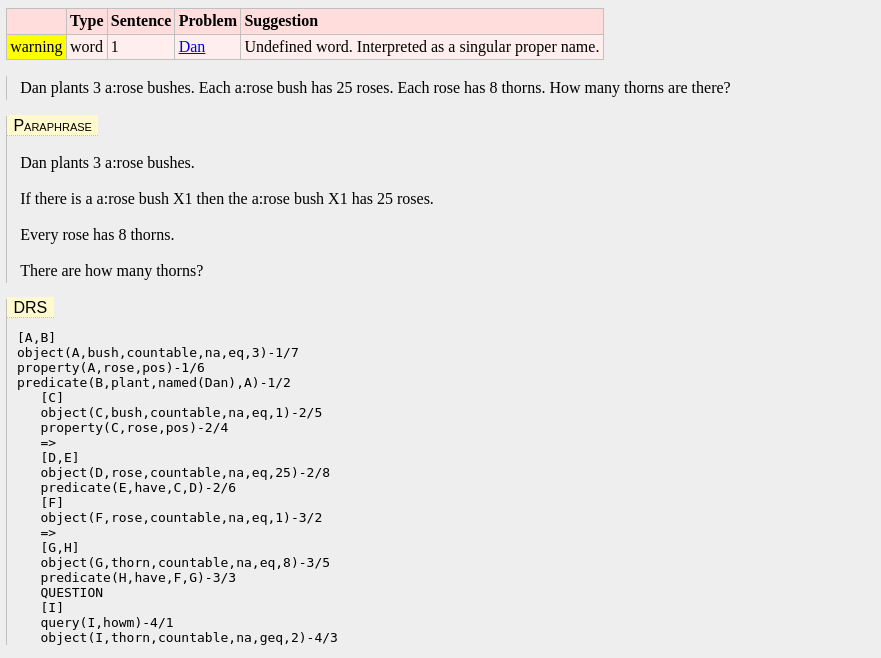 Type Sentence Problem Suggestion
warning word 1 Dan Undefined word. Interpreted as a singular proper name.
Dan plants 3 a:rose bushes. Each a:rose bush has 25 roses. Each rose has 8 thorns. How many thorns are there?
Paraphrase
Dan plants 3 a:rose bushes.
If there is a a:rose bush X1 then the a:rose bush X1 has 25 roses.
Every rose has 8 thorns.
There are how many thorns?
DRS
[A,B]
object(A,bush,countable,na,eq,3)-1/7
property(A,rose,pos)-1/6
predicate(B,plant,named(Dan),A)-1/2
   [C]
   object(C,bush,countable,na,eq,1)-2/5
   property(C,rose,pos)-2/4
   =>
   [D,E]
   object(D,rose,countable,na,eq,25)-2/8
   predicate(E,have,C,D)-2/6
   [F]
   object(F,rose,countable,na,eq,1)-3/2
   =>
   [G,H]
   object(G,thorn,countable,na,eq,8)-3/5
   predicate(H,have,F,G)-3/3
   QUESTION
   [I]
   query(I,howm)-4/1
   object(I,thorn,countable,na,geq,2)-4/3